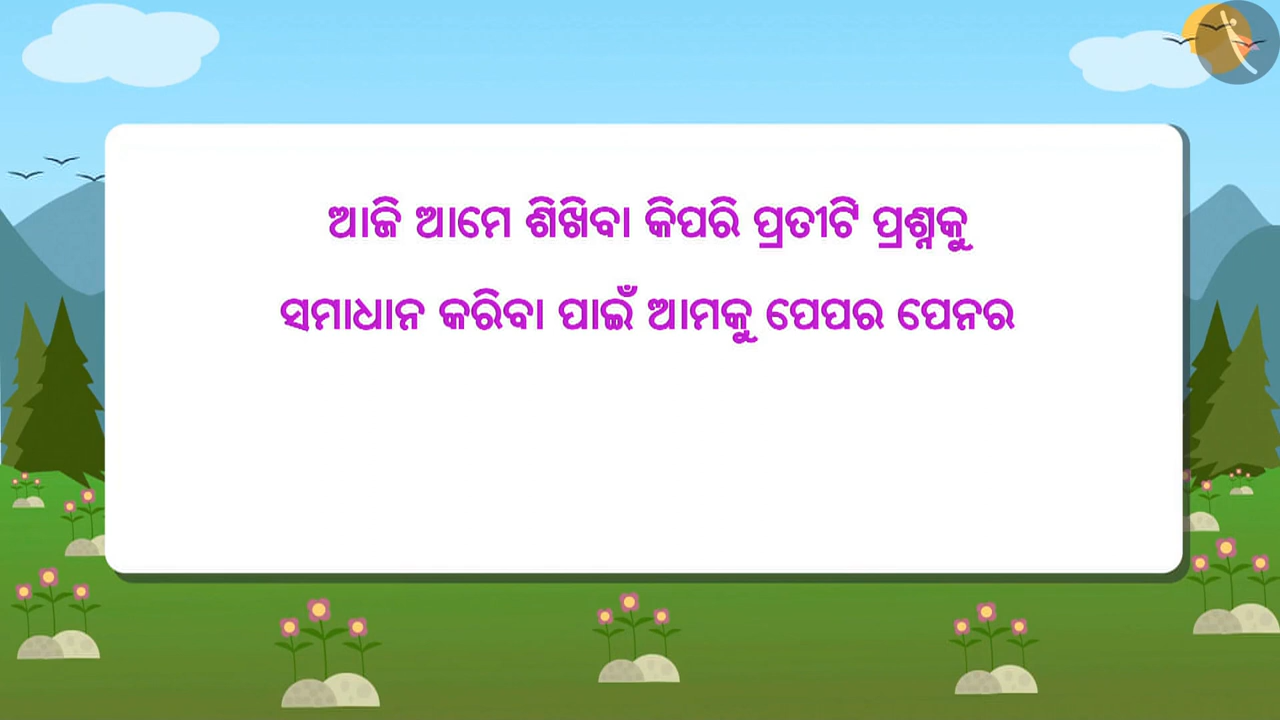 ଆଜି ଆମେ ଶିଖିବା କିପରି ପ୍ରତୀଟି ପ୍ରଶ୍ନକୁ
ସମାଧାନ କରିବା ପାଇଁ ଆମକୁ ପେପର ପେନର